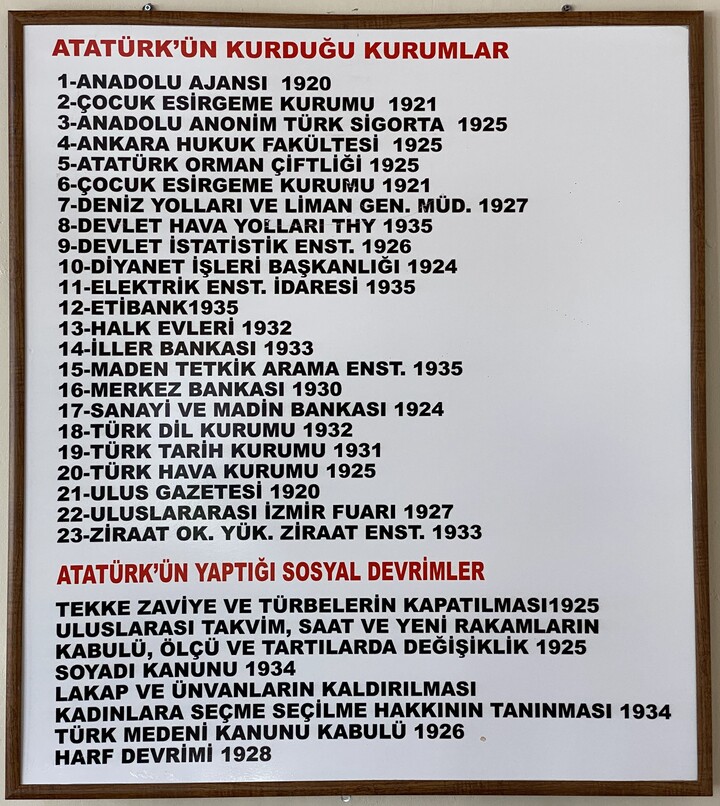 ATATÜRK’ÜN KURDUĞU KURUMLAR
1-ANADOLU AJANSI 1920
2-ÇOCUK ESİRGEME KURUMU 1921
3-ANADOLU ANONİM TÜRK SİGORTA 1925
4-ANKARA HUKUK FAKÜLTESİ 1925
5-ATATÜRK ORMAN ÇİFTLİĞİ 1925
6-ÇOCUK ESİRGEME KURUMU 1921
7-DENİZ YOLLARI VE LİMAN GEN. MÜD. 1927
8-DEVLET HAVA YOLLARI THY 1935
9-DEVLET İSTATİSTİK ENST. 1926
10-DİYANET İŞLERİ BAŞKANLIĞI 1924
11-ELEKTRİK ENST. İDARESİ 1935
12-ETİBANK1935
13-HALK EVLERİ 1932
14-İLLER BANKASI 1933
15-MADEN TETKİK ARAMA ENST. 1935
16-MERKEZ BANKASI 1930
17-SANAYİ VE MADİN BANKASI 1924
18-TÜRK DİL KURUMU 1932
19-TÜRK TARİH KURUMU 1931
20-TÜRK HAVA KURUMU 1925
21-ULUS GAZETESİ 1920
22-ULUSLARARASI İZMİR FUARI 1927
23-ZİRAAT OK. YÜK. ZİRAAT ENST. 1933
ATATÜRK’ÜN YAPTIĞI SOSYAL DEVRİMLER
TEKKE ZAVİYE VE TÜRBELERİN KAPATILMASI1925
ULUSLARASI TAKVİM, SAAT VE YENİ RAKAMLARIN
KABULÜ, ÖLÇÜ VE TARTILARDA DEĞİŞİKLİK 1925
SOYADI KANUNU 1934
LAKAP VE ÜNVANLARIN KALDIRILMASI
KADINLARA SEÇME SEÇİLME HAKKININ TANINMASI 1934
TÜRK MEDENİ KANUNU KABULÜ 1926
HARF DEVRİMİ 1928